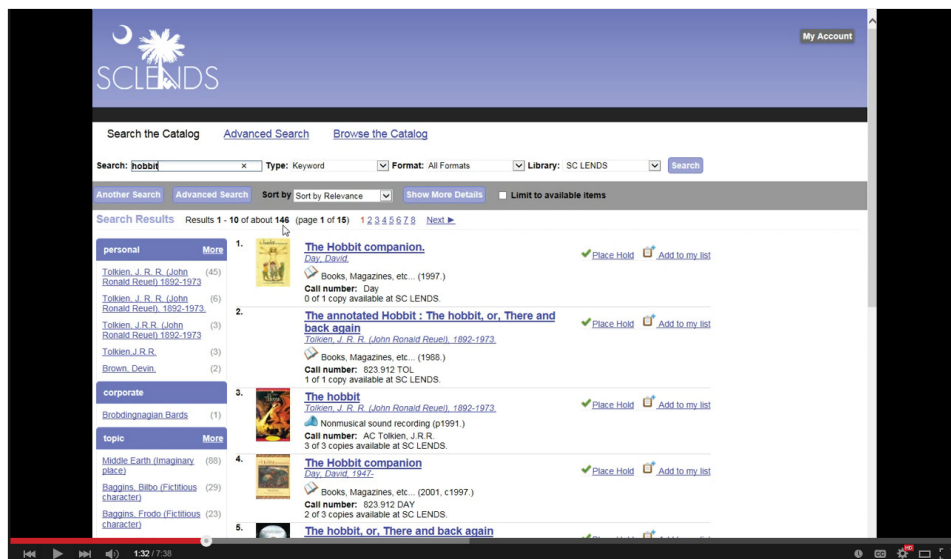 SCLENDS
My Account
Search the Catalog Advanced Search Browse the Catalog
Search: hobbit × Type: Keyword Format: All Formats Library: SC LENDS Search
Another Search Advanced Search Sort by Sort by Relevance Show More Details Limit to available items
Search Results Results 1 - 10 of about 146 (page 1 of 15) 1 2 3 4 5 6 7 8 Next ►
personal More
Tolkien, J. R. R. (John (45)
Ronald Reuel) 1892-1973
Tolkien, J. R. R. (John (6)
Ronald Reuel), 1892-1973.
Tolkien, J.R.R. (John (3)
Ronald Reuel) 1892-1973
Tolkien,J.R.R. (3)
Brown, Devin. (2)
corporate
Brobdingnagian Bards (1)
topic More
Middle Earth (Imaginary (88)
place)
Baggins, Bilbo (Fictitious (29)
character)
Baggins, Frodo (Fictitious (23)
character)
1. The Hobbit companion.
Day, David.
Books, Magazines, etc... (1997.)
Call number: Day
0 of 1 copy available at SC LENDS.
Place Hold Add to my list
2. The annotated Hobbit : The hobbit, or, There and
back again
Tolkien, J. R. R. (John Ronald Reuel), 1892-1973.
Books, Magazines, etc... (1988.)
Call number: 823.912 TOL
1 of 1 copy available at SC LENDS.
Place Hold Add to my list
3. The hobbit
Tolkien, J. R. R. (John Ronald Reuel), 1892-1973.
Nonmusical sound recording (p1991.)
Call number: AC Tolkien, J.R.R.
3 of 3 copies available at SC LENDS.
Place Hold Add to my list
4. The Hobbit companion
Day, David, 1947-
Books, Magazines, etc... (2001, c1997.)
Call number: 823.912 DAY
2 of 3 copies available at SC LENDS.
Place Hold Add to my list
5. The hobbit, or, There and back again
Place Hold Add to my list
1:32 / 7:38
CC HD